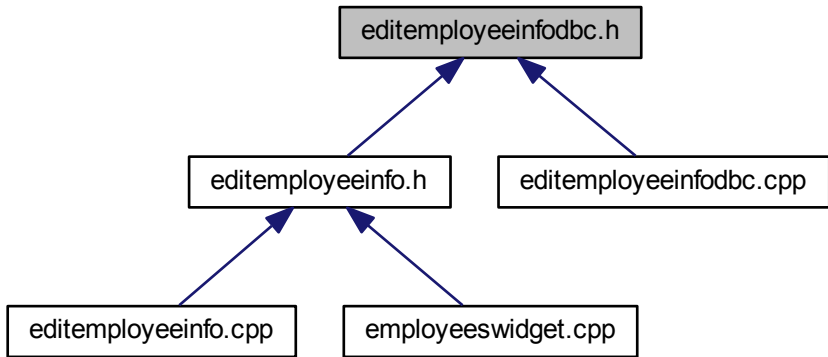 editemployeeinfodbc.h
editemployeeinfo.h
editemployeeinfodbc.cpp
editemployeeinfo.cpp
employeeswidget.cpp